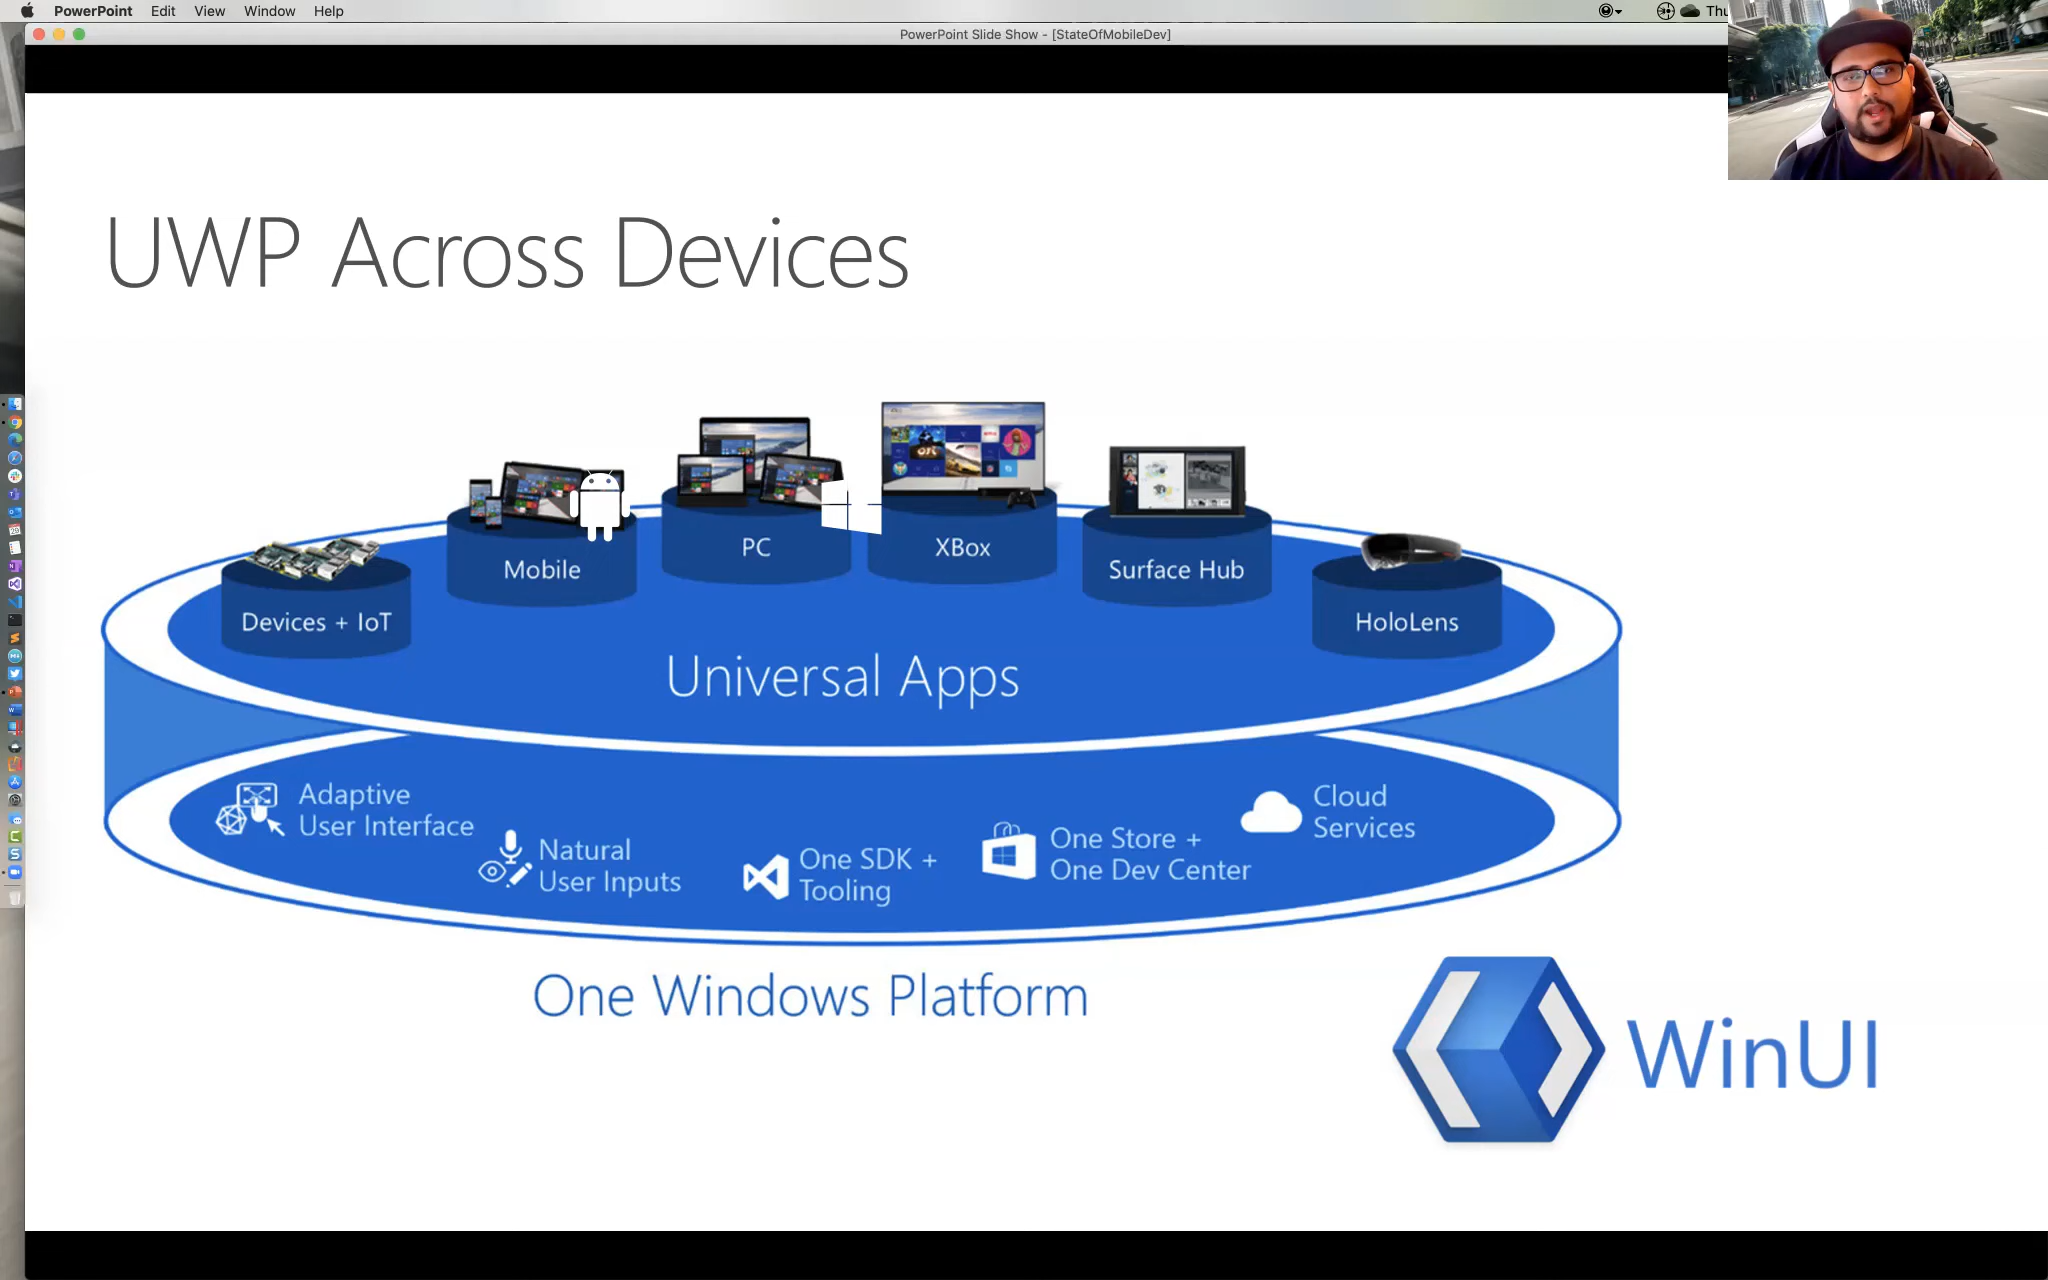 PowerPoint Edit View Window Help
Thu
PowerPoint Slide Show - [StateOfMobileDev]
UWP Across Devices
Devices + IoT
Mobile
PC
XBox
Surface Hub
HoloLens
Universal Apps
Adaptive
User Interface
Natural
User Inputs
One SDK +
Tooling
One Store +
One Dev Center
Cloud
Services
One Windows Platform
WinUI